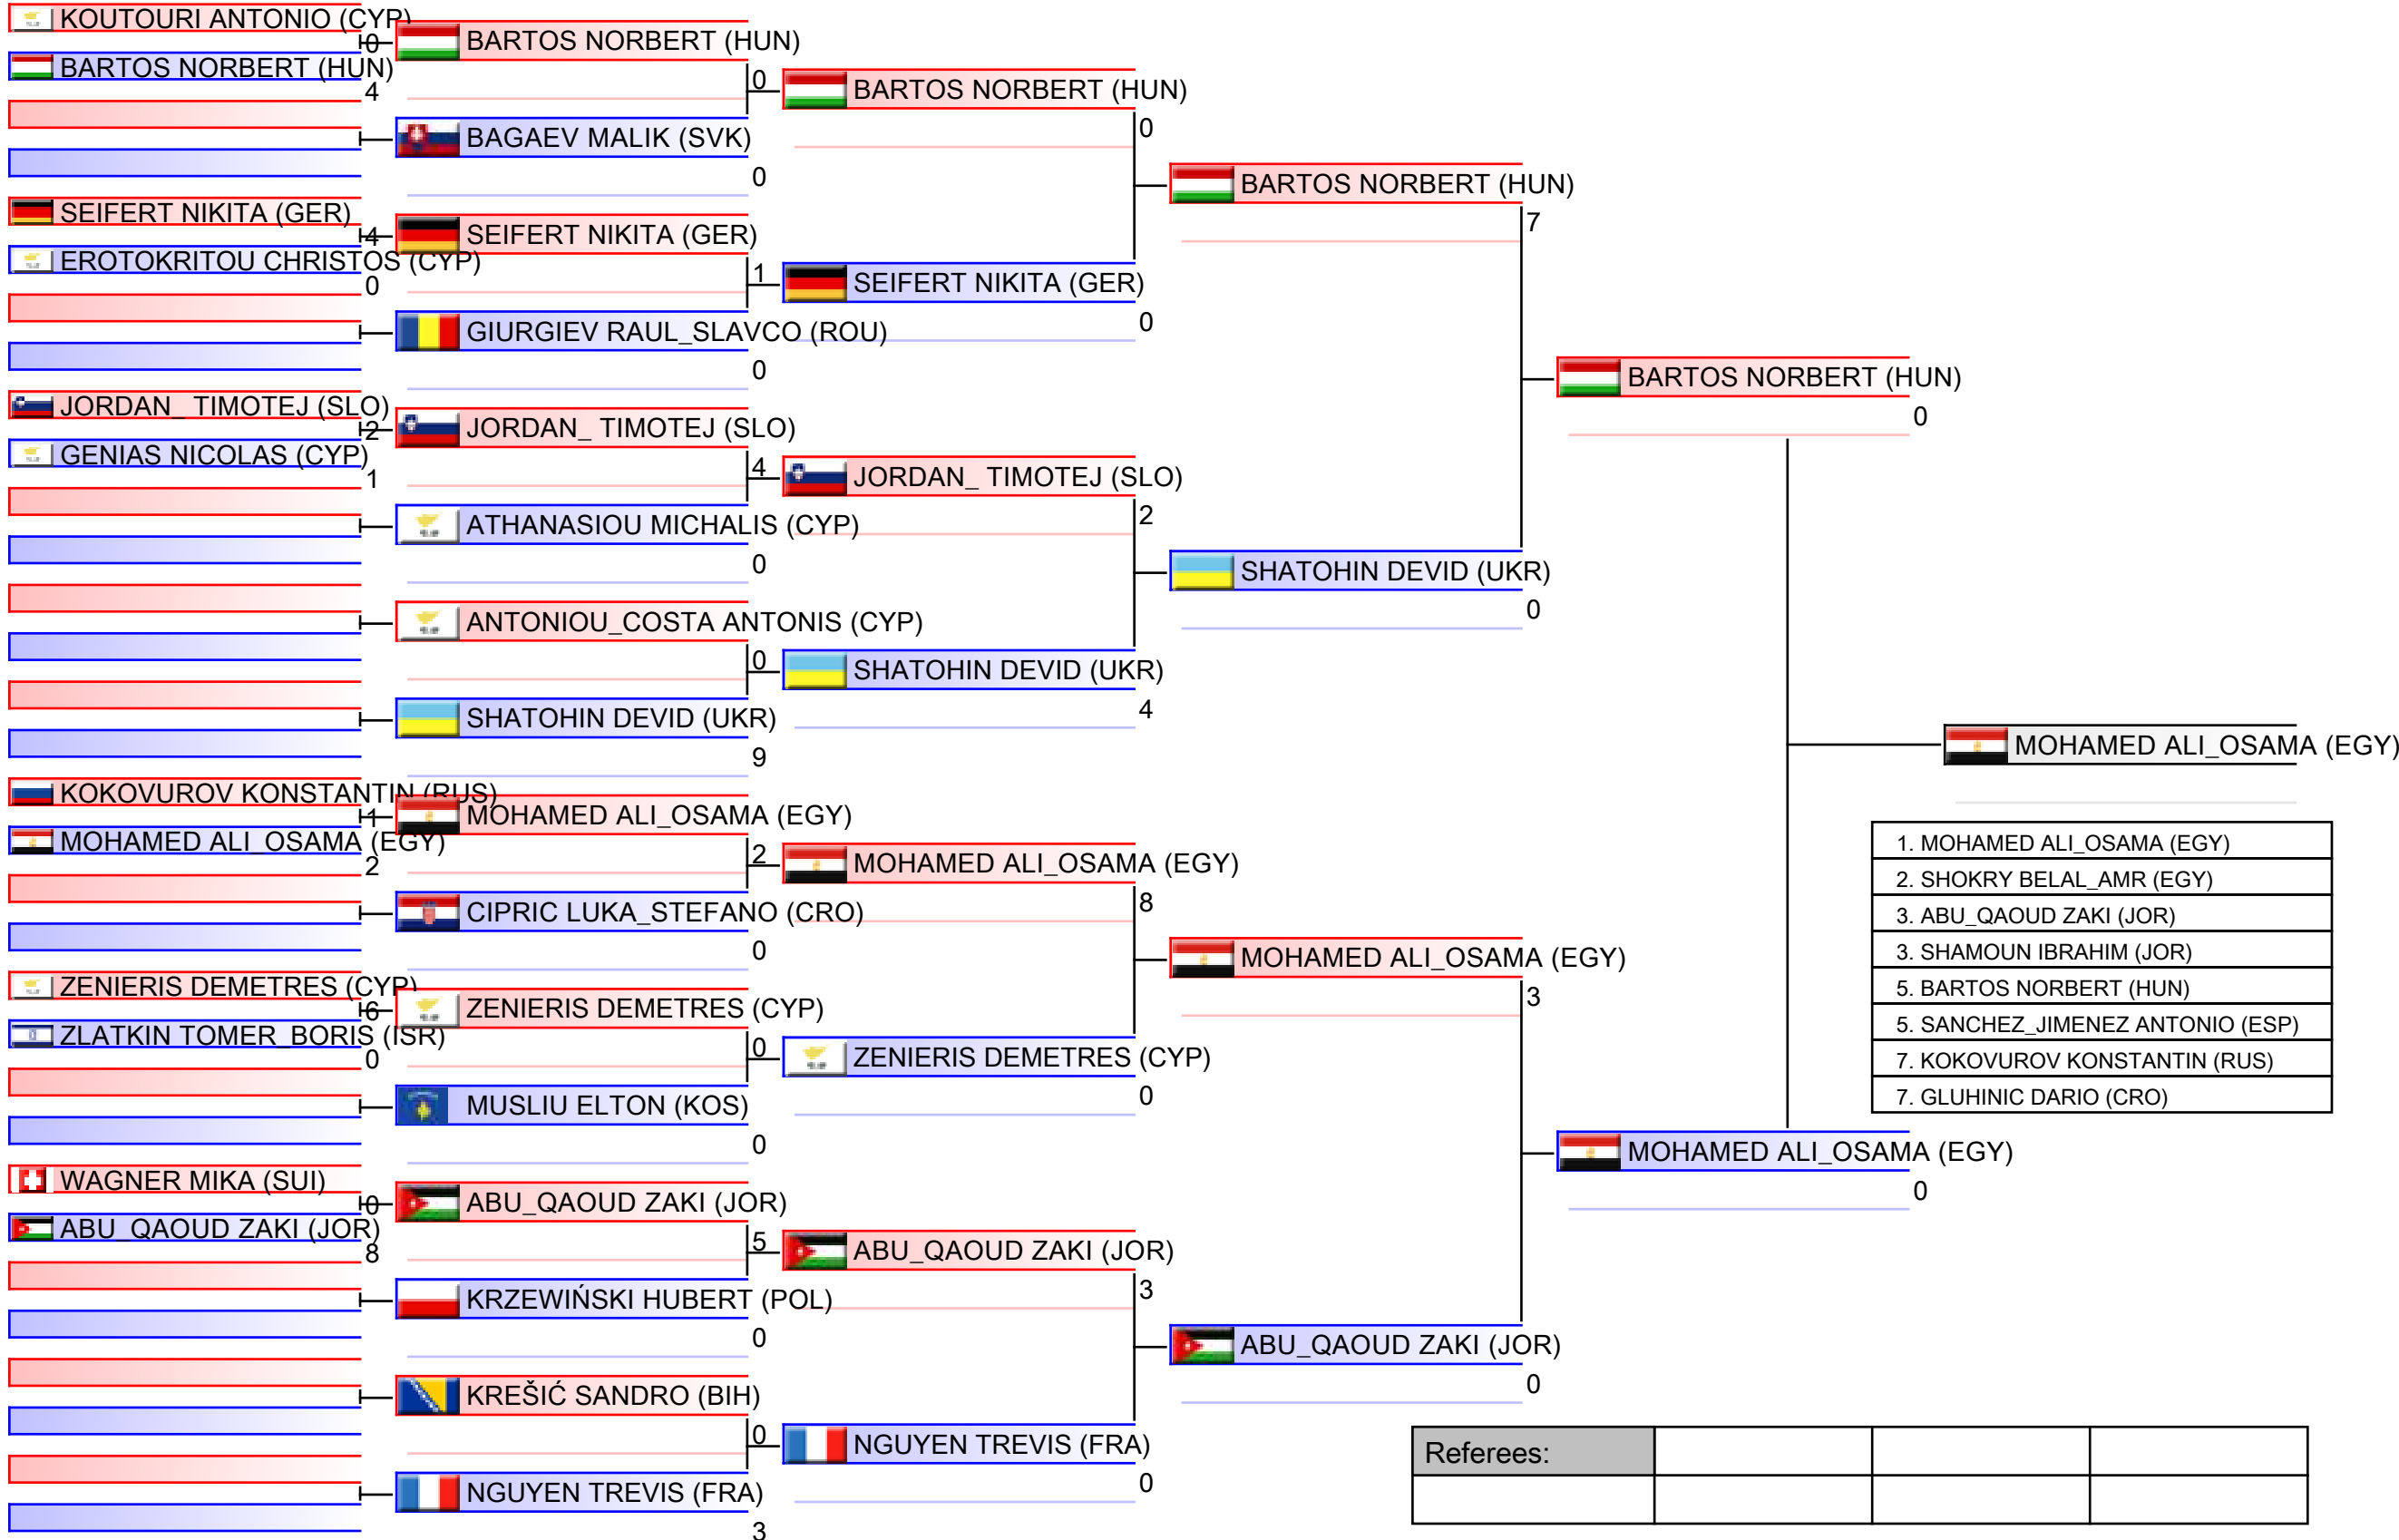 KOUTOURI ANTONIO (CYP)
0
BARTOS NORBERT (HUN)
4
SEIFERT NIKITA (GER)
4
EROTOKRITOU CHRISTOS (CYP)
0
JORDAN_ TIMOTEJ (SLO)
2
GENIAS NICOLAS (CYP)
1
KOKOVUROV KONSTANTIN (RUS)
1
MOHAMED ALI_OSAMA (EGY)
2
ZENIERIS DEMETRES (CYP)
6
ZLATKIN TOMER_BORIS (ISR)
0
WAGNER MIKA (SUI)
0
ABU_QAOUD ZAKI (JOR)
8
BARTOS NORBERT (HUN)
0
BAGAEV MALIK (SVK)
0
SEIFERT NIKITA (GER)
1
GIURGIEV RAUL_SLAVCO (ROU)
0
JORDAN_ TIMOTEJ (SLO)
4
ATHANASIOU MICHALIS (CYP)
0
ANTONIOU_COSTA ANTONIS (CYP)
0
SHATOHIN DEVID (UKR)
9
MOHAMED ALI_OSAMA (EGY)
2
CIPRIC LUKA_STEFANO (CRO)
0
ZENIERIS DEMETRES (CYP)
0
MUSLIU ELTON (KOS)
0
ABU_QAOUD ZAKI (JOR)
5
KRZEWIŃSKI HUBERT (POL)
0
KREŠIĆ SANDRO (BIH)
0
NGUYEN TREVIS (FRA)
3
BARTOS NORBERT (HUN)
0
SEIFERT NIKITA (GER)
0
JORDAN_ TIMOTEJ (SLO)
2
SHATOHIN DEVID (UKR)
4
MOHAMED ALI_OSAMA (EGY)
8
ZENIERIS DEMETRES (CYP)
0
ABU_QAOUD ZAKI (JOR)
3
NGUYEN TREVIS (FRA)
0
BARTOS NORBERT (HUN)
7
SHATOHIN DEVID (UKR)
0
MOHAMED ALI_OSAMA (EGY)
3
ABU_QAOUD ZAKI (JOR)
0
BARTOS NORBERT (HUN)
0
MOHAMED ALI_OSAMA (EGY)
0
MOHAMED ALI_OSAMA (EGY)
1. MOHAMED ALI_OSAMA (EGY)
2. SHOKRY BELAL_AMR (EGY)
3. ABU_QAOUD ZAKI (JOR)
3. SHAMOUN IBRAHIM (JOR)
5. BARTOS NORBERT (HUN)
5. SANCHEZ_JIMENEZ ANTONIO (ESP)
7. KOKOVUROV KONSTANTIN (RUS)
7. GLUHINIC DARIO (CRO)
Referees: